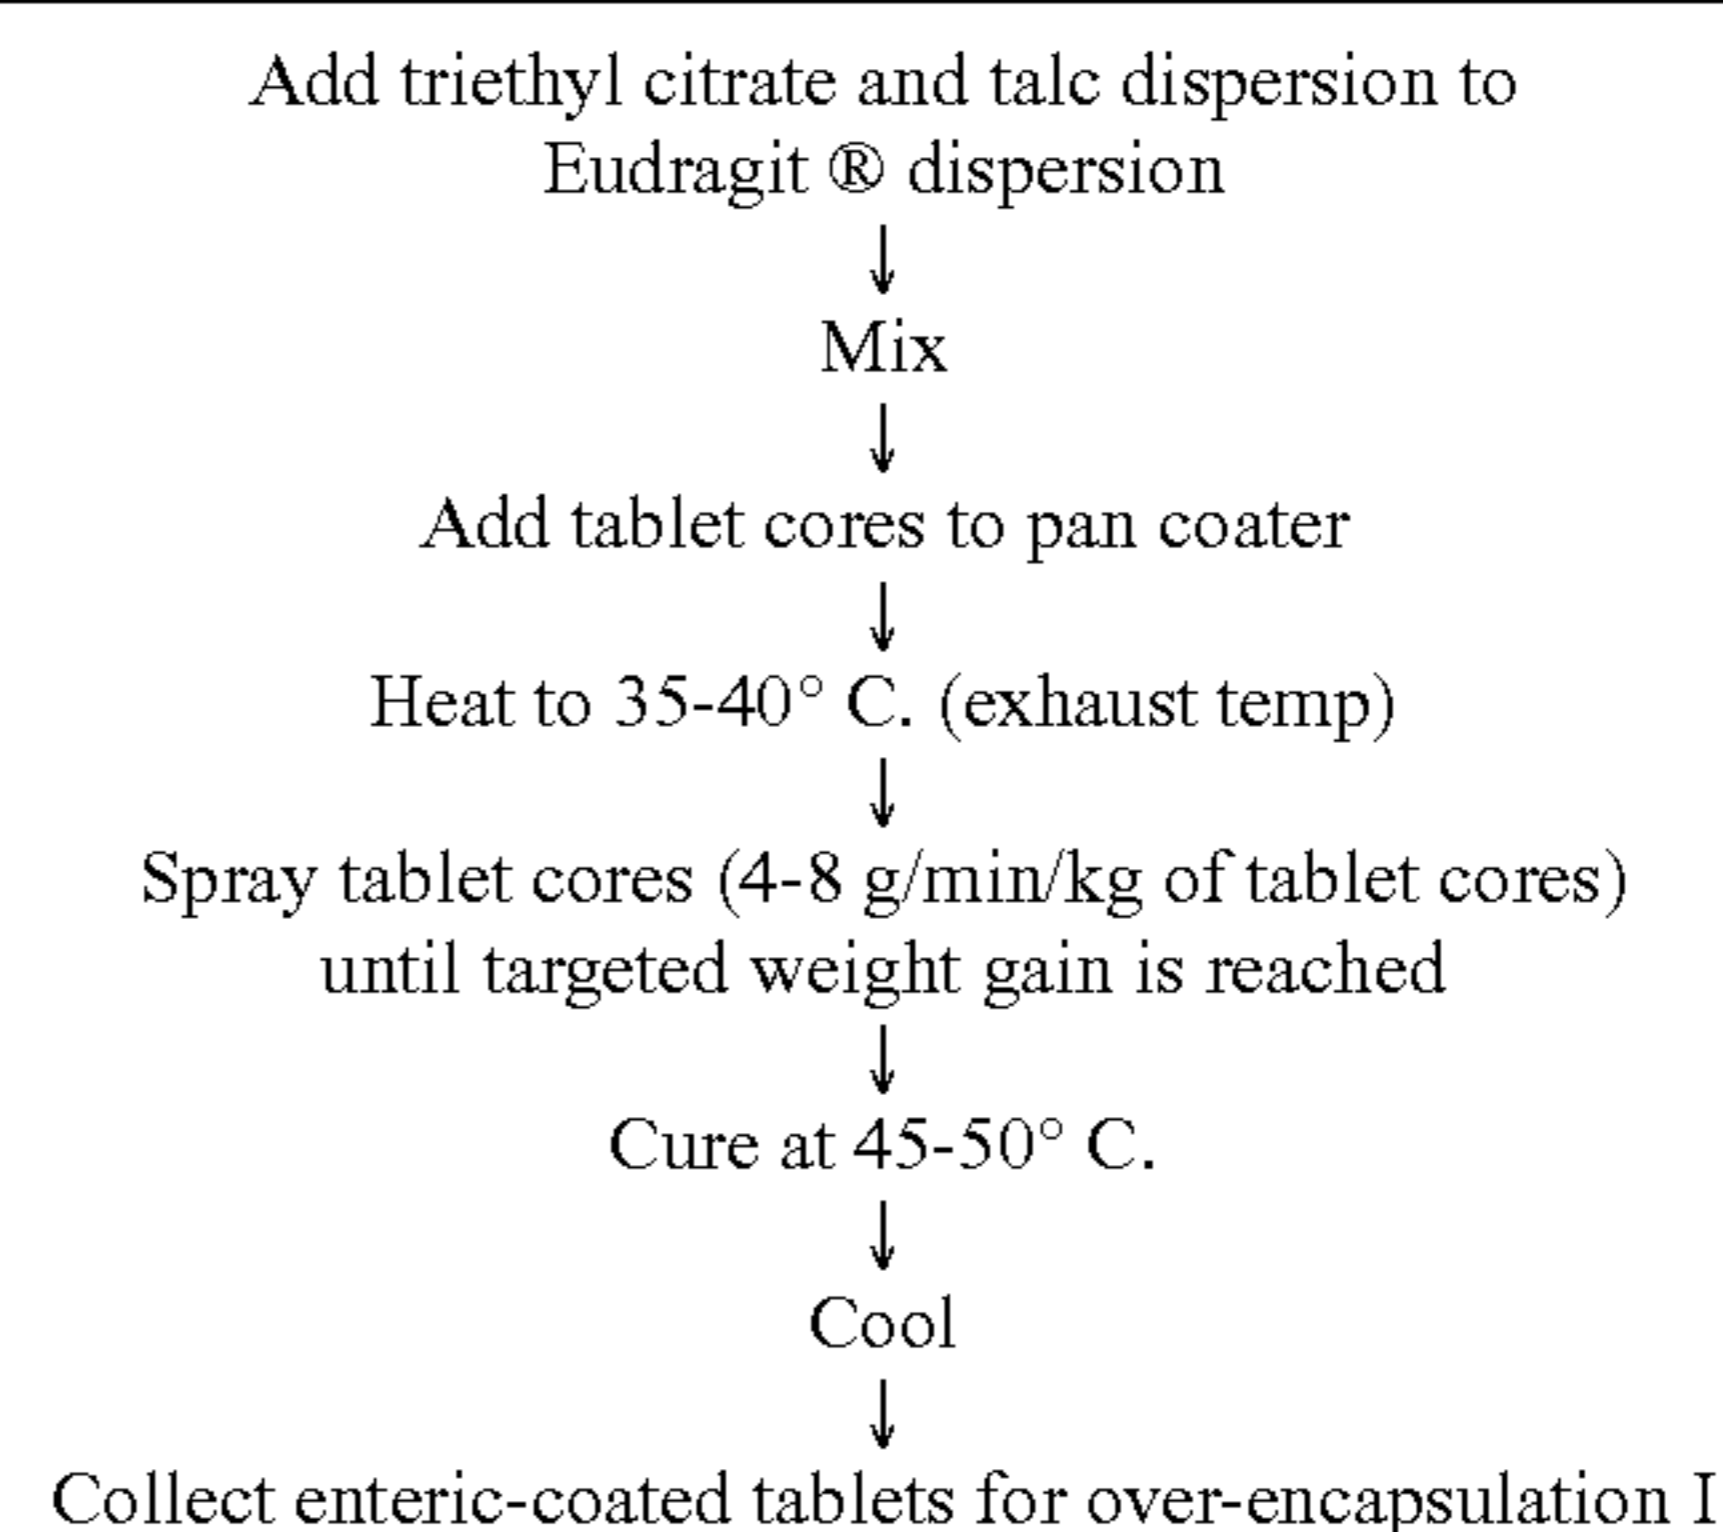 Add triethyl citrate and talc dispersion to
Eudragit ® dispersion
↓
Mix
↓
Add tablet cores to pan coater
↓
Heat to 35-40° C. (exhaust temp)
↓
Spray tablet cores (4-8 g/min/kg of tablet cores)
until targeted weight gain is reached
↓
Cure at 45-50° C.
↓
Cool
↓
Collect enteric-coated tablets for over-encapsulation I